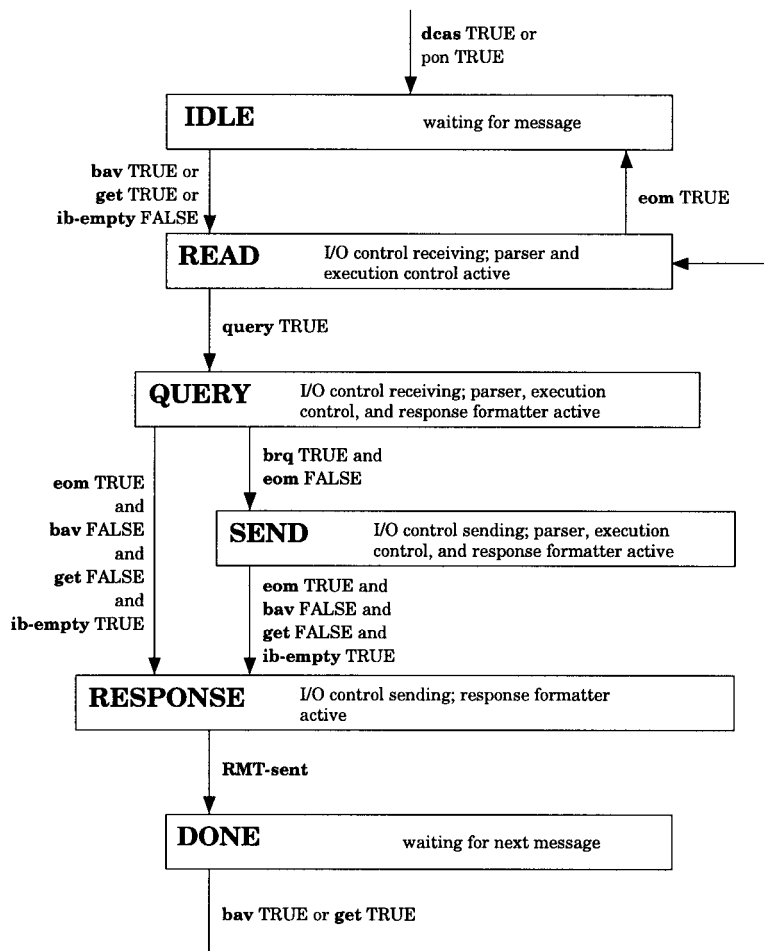 dcas TRUE or
pon TRUE
IDLE waiting for message
bav TRUE or
get TRUE or
ib-empty FALSE
eom TRUE
READ I/O control receiving; parser and
execution control active
query TRUE
QUERY I/O control receiving; parser, execution
control, and response formatter active
brq TRUE and
eom FALSE
eom TRUE
and
bav FALSE
and
get FALSE
and
ib-empty TRUE
SEND I/O control sending; parser, execution
control, and response formatter active
eom TRUE and
bav FALSE and
get FALSE and
ib-empty TRUE
RESPONSE I/O control sending; response formatter
active
RMT-sent
DONE waiting for next message
bav TRUE or get TRUE